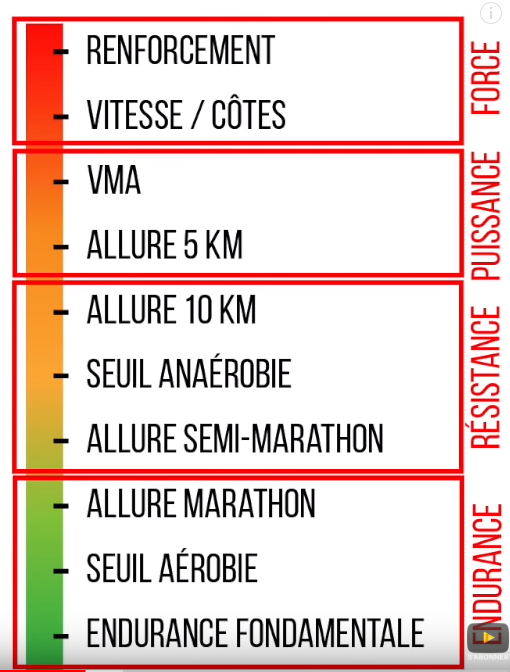 RENFORCEMENT
VITESSE / CÔTES
FORCE
VMA
ALLURE 5 KM
PUISSANCE
ALLURE 10 KM
SEUIL ANAÉROBIE
ALLURE SEMI-MARATHON
RÉSISTANCE
ALLURE MARATHON
SEUIL AÉROBIE
ENDURANCE FONDAMENTALE
ENDURANCE
S'ABONNER